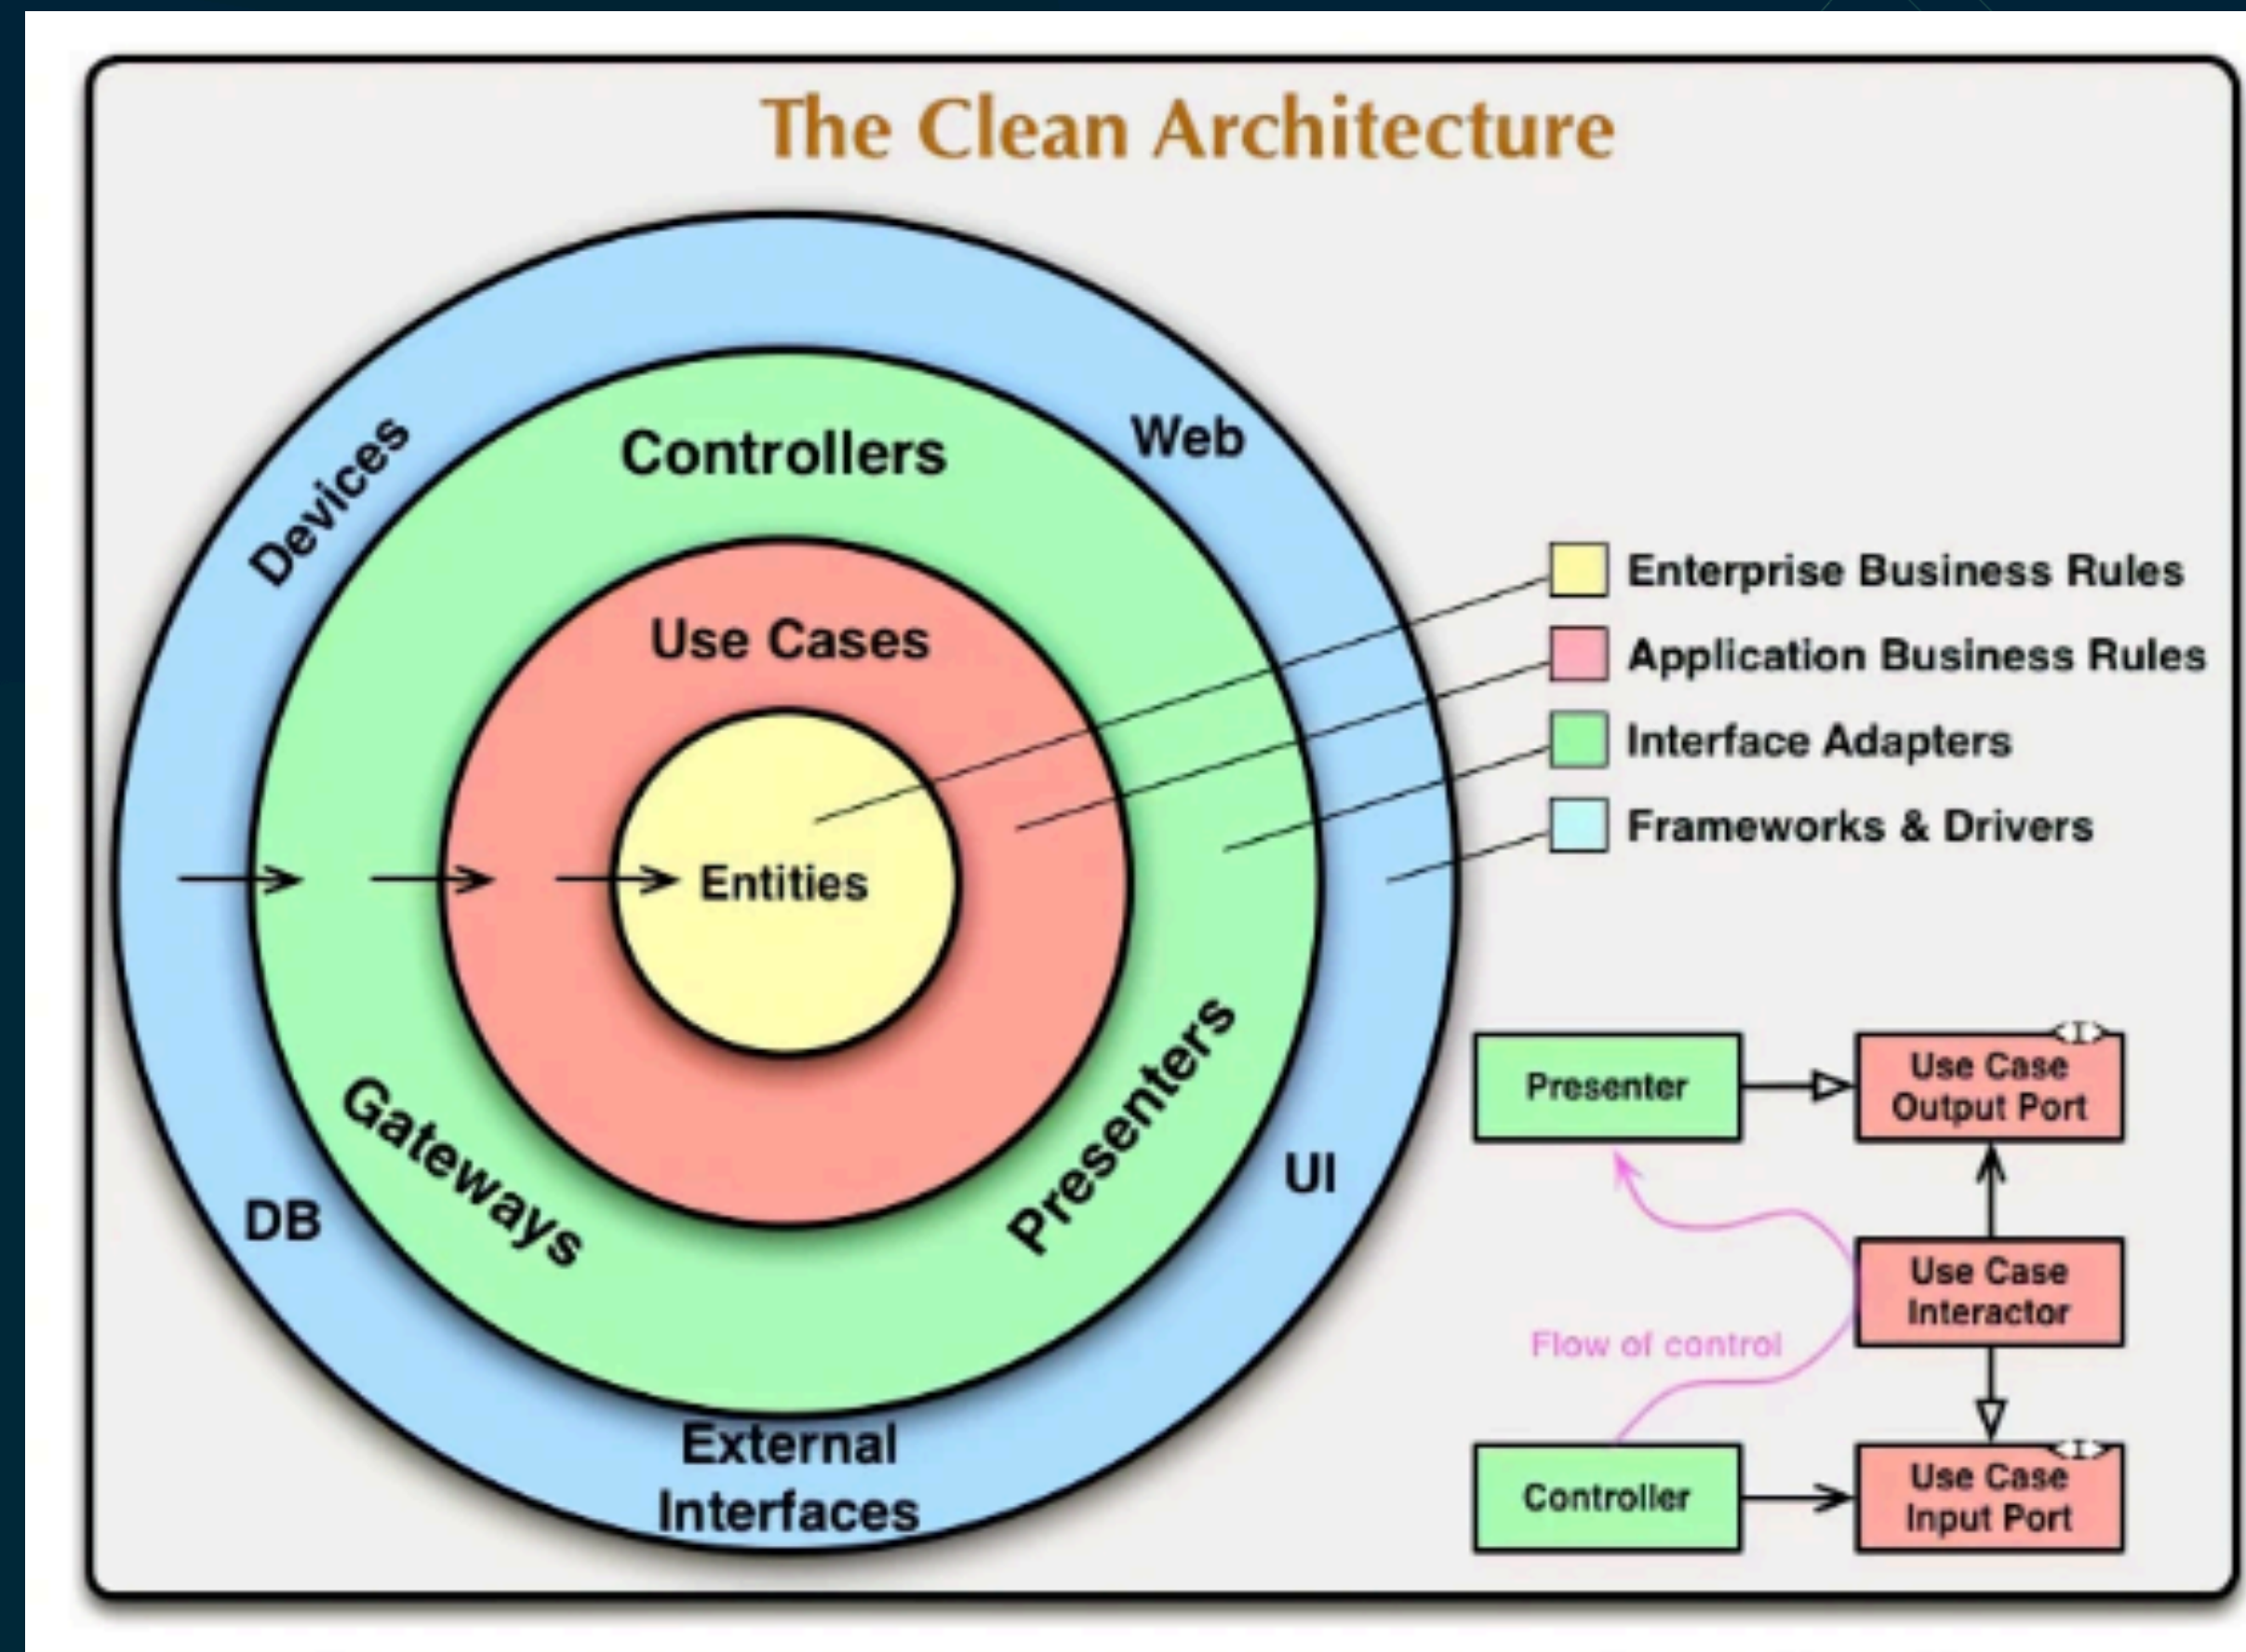 The Clean Architecture
Devices
Web
Controllers
Use Cases
Entities
Gateways
Presenters
DB
UI
External
Interfaces
Enterprise Business Rules
Application Business Rules
Interface Adapters
Frameworks & Drivers
Presenter
Use Case
Output Port
I
Use Case
Interactor
Flow of control
Controller
Use Case
Input Port
I